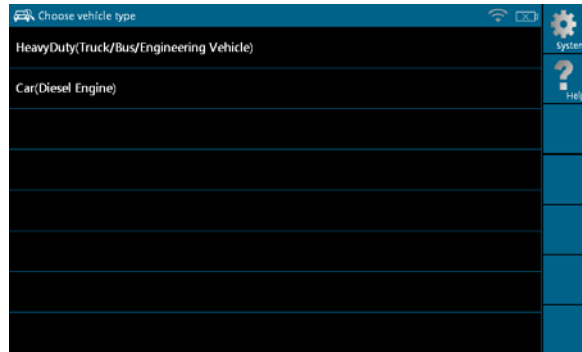 Choose vehicle type
HeavyDuty(Truck/Bus/Engineering Vehicle)
Car(Diesel Engine)
System
Help